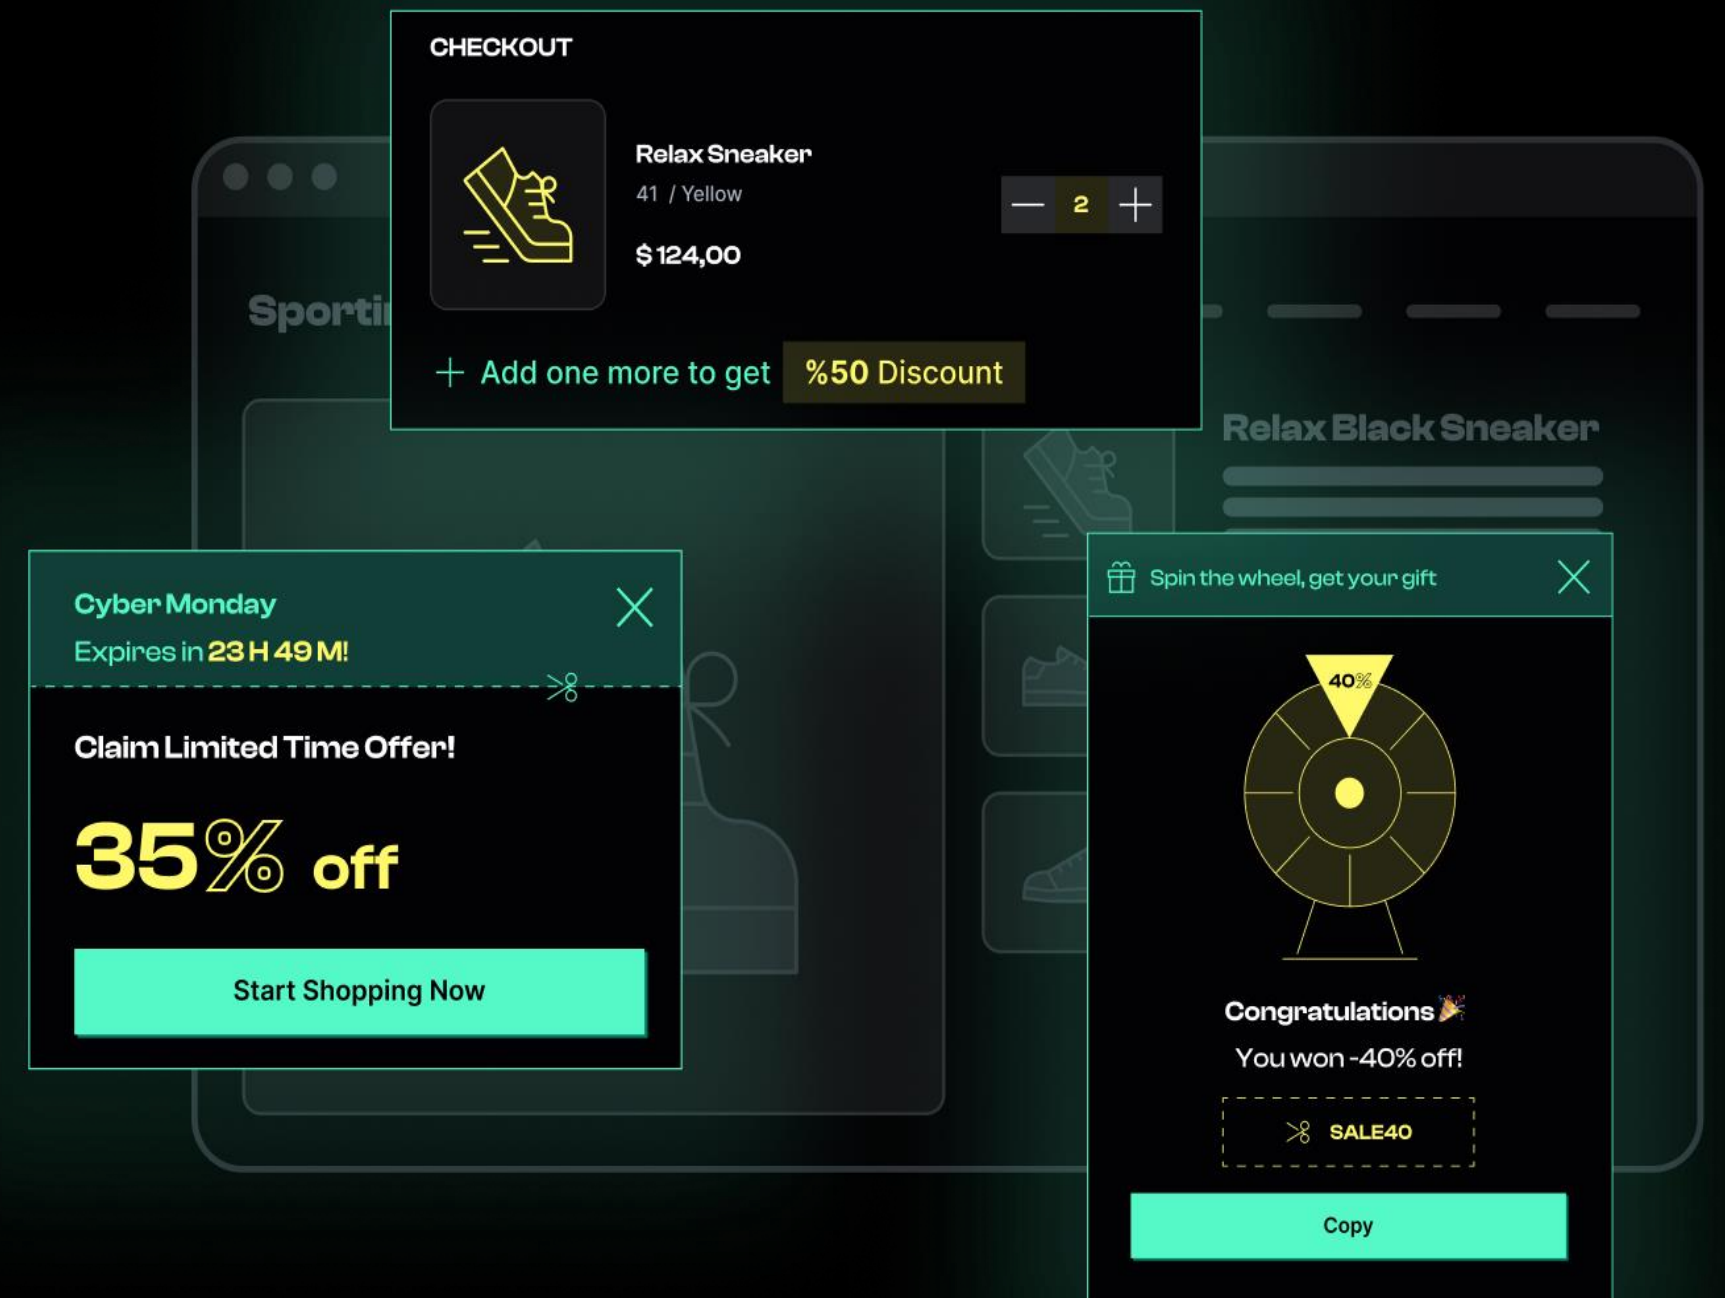 CHECKOUT
Relax Sneaker
41 / Yellow
$ 124,00
2
+ Add one more to get %50 Discount
Relax Black Sneaker
Cyber Monday
Expires in 23 H 49 M!
Claim Limited Time Offer!
35% off
Start Shopping Now
Spin the wheel, get your gift
40%
Congratulations 🎉
You won -40% off!
SALE40
Copy